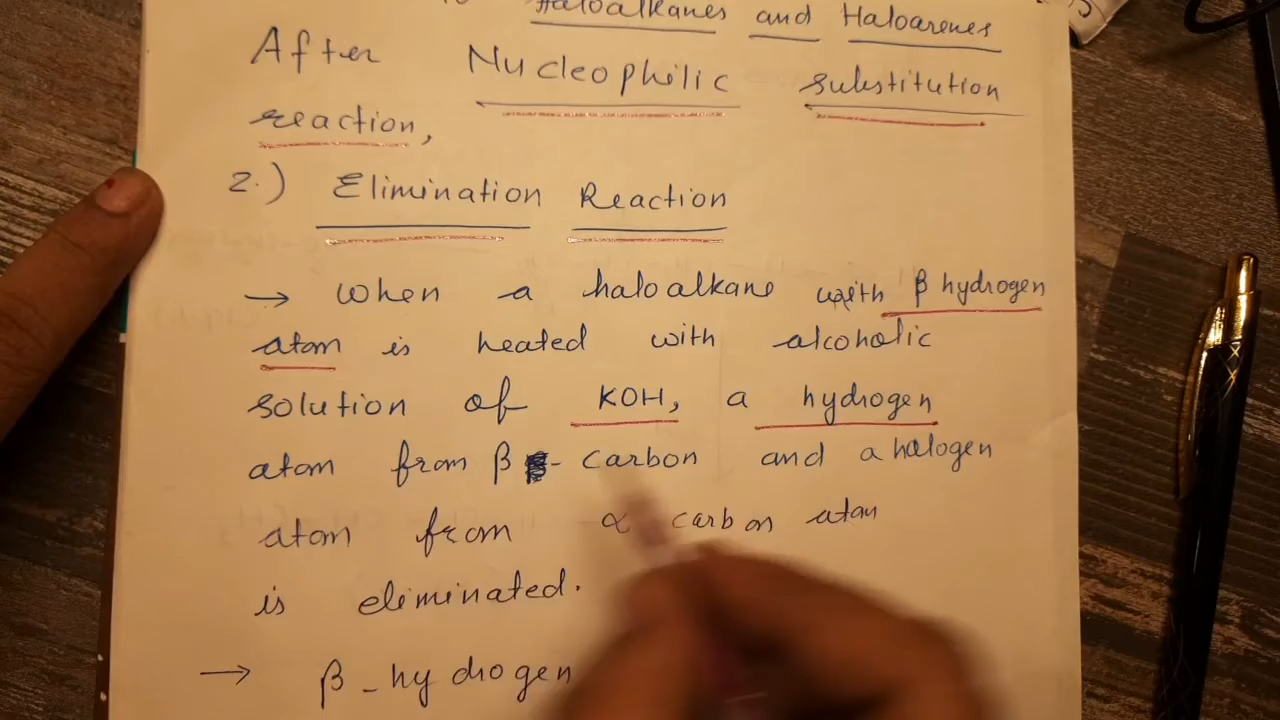 Haloalkanes and Haloarenes
After Nucleophilic substitution
reaction,
2.) Elimination Reaction
→ When a haloalkane with β hydrogen
atom is heated with alcoholic
solution of KOH, a hydrogen
atom from β - carbon and a halogen
atom from α carbon atom
is eliminated.
→ β - hydrogen